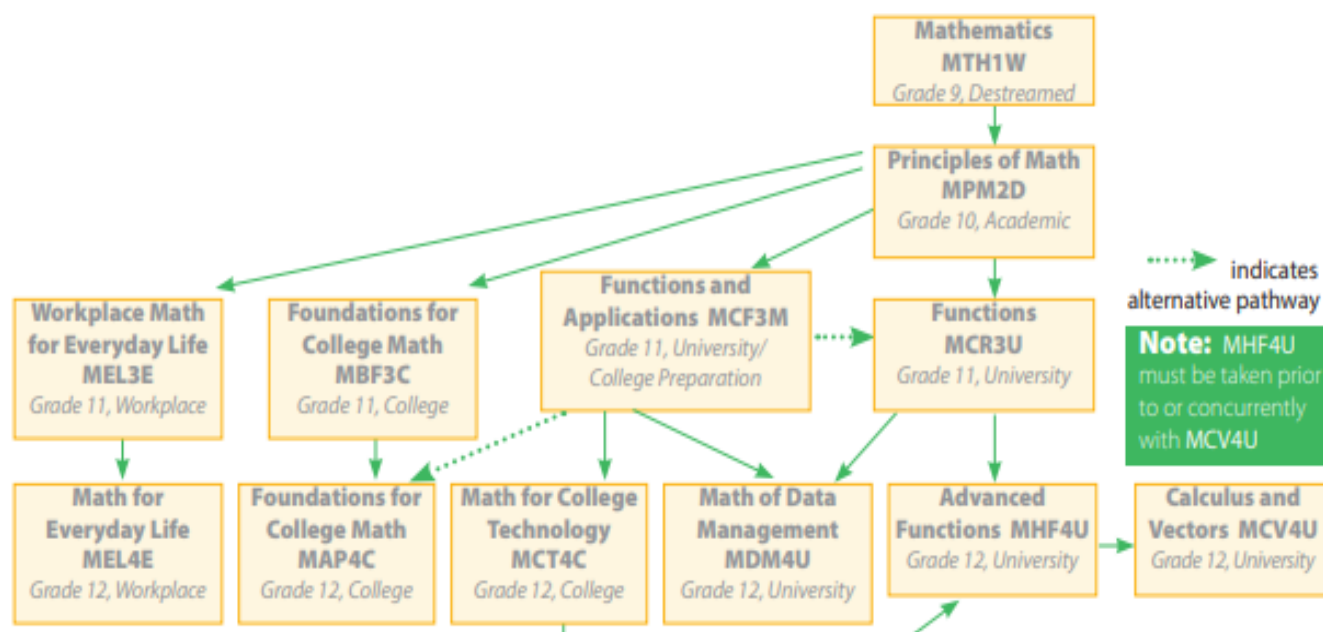 Mathematics
MTH1W
Grade 9, Destreamed
Principles of Math
MPM2D
Grade 10, Academic
indicates
alternative pathway
Workplace Math
for Everyday Life
MEL3E
Grade 11, Workplace
Foundations for
College Math
MBF3C
Grade 11, College
Functions and
Applications MCF3M
Grade 11, University/
College Preparation
Functions
MCR3U
Grade 11, University
Note: MHF4U
must be taken prior
to or concurrently
with MCV4U
Math for
Everyday Life
MEL4E
Grade 12, Workplace
Foundations for
College Math
MAP4C
Grade 12, College
Math for College
Technology
MCT4C
Grade 12, College
Math of Data
Management
MDM4U
Grade 12, University
Advanced
Functions MHF4U
Grade 12, University
Calculus and
Vectors MCV4U
Grade 12, University